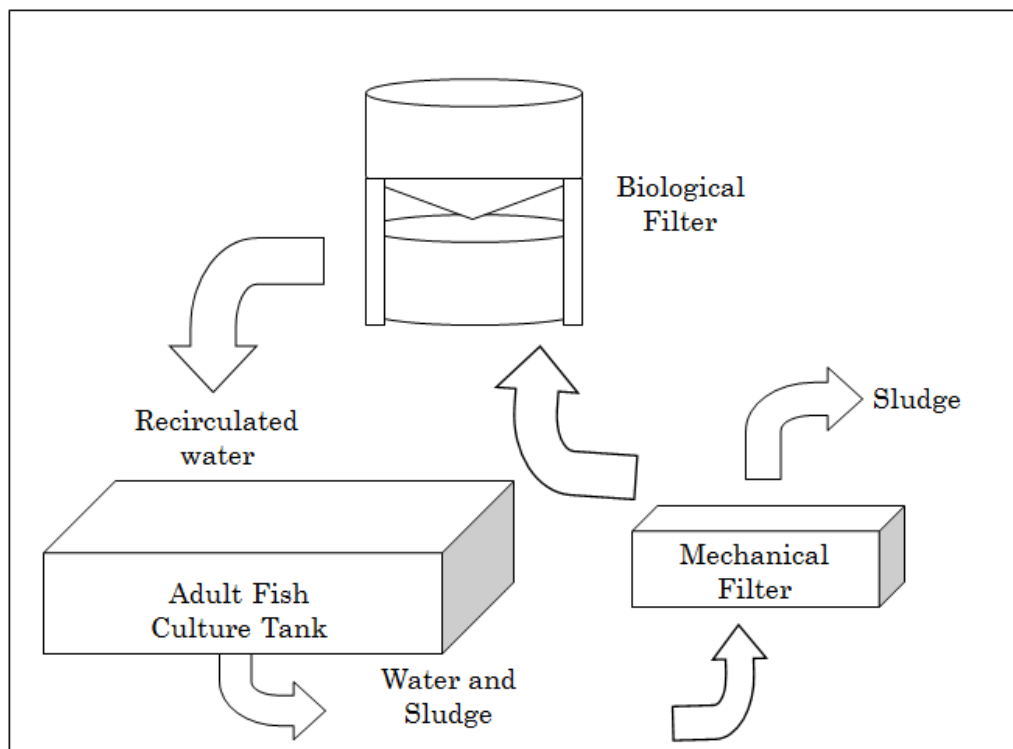 Biological
Filter
Sludge
Recirculated
water
Mechanical
Filter
Adult Fish
Culture Tank
Water and
Sludge